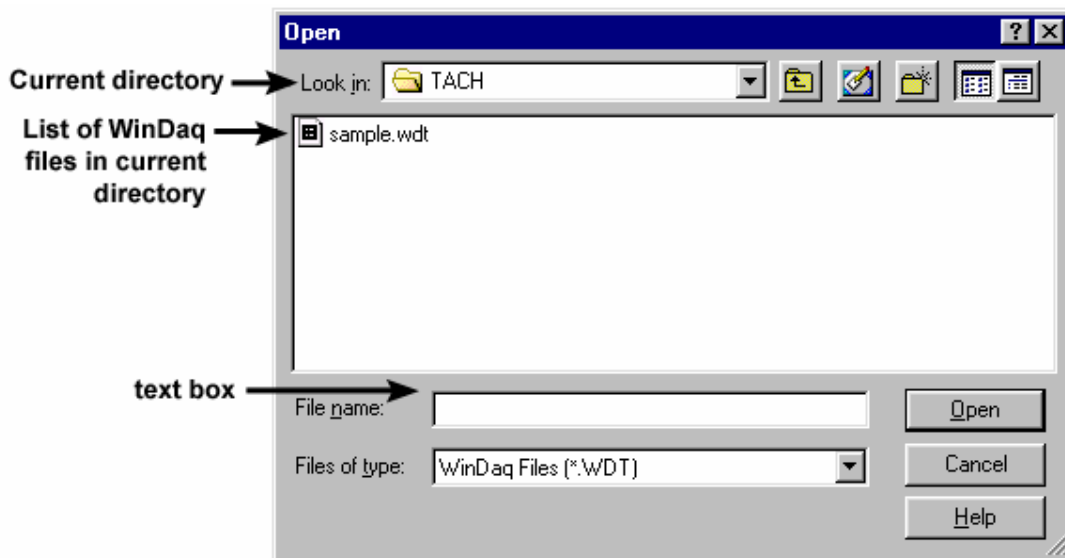 Open
Current directory
Look in: TACH
List of WinDaq
files in current
directory
sample.wdt
text box
File name:
Open
Files of type: WinDaq Files (*.WDT)
Cancel
Help